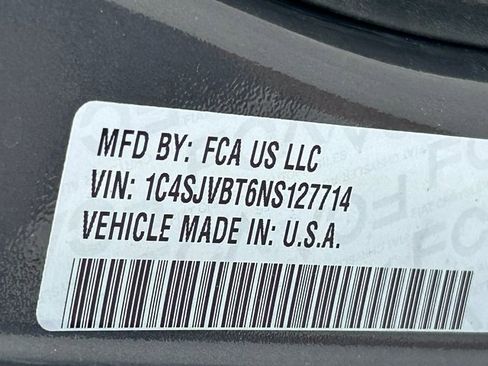 MFD BY: FCA US LLC
VIN: 1C4SJVBT6NS127714
VEHICLE MADE IN: U.S.A.